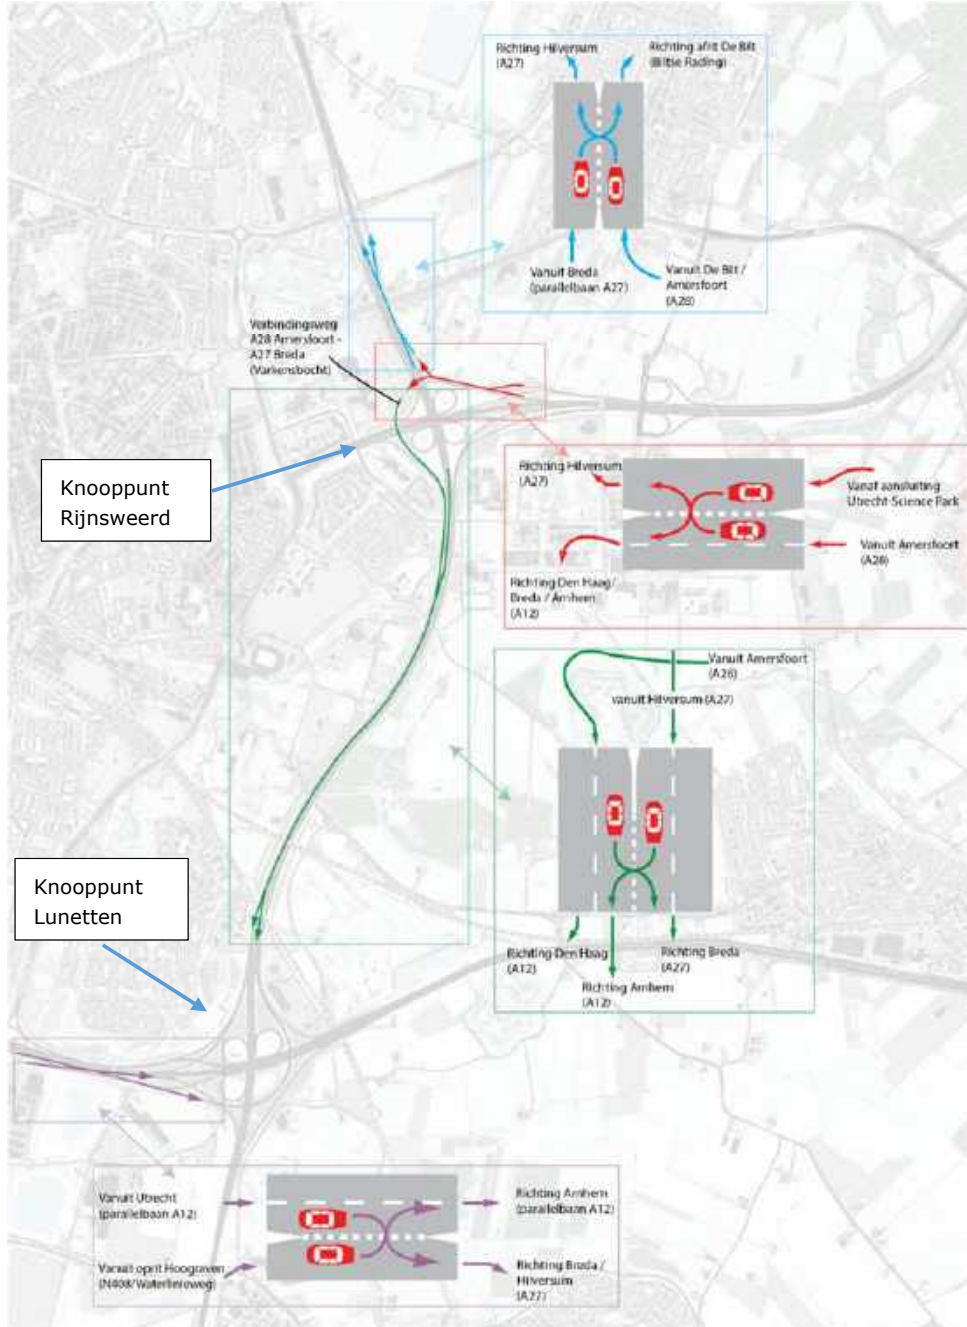 Richting Hilversum
(A27)
Richting afrit De Bilt
(Biltse Rading)
Vanuit Breda
(parallelbaan A27)
Vanuit De Bilt /
Amersfoort
(A28)
Verbindingsweg
A28 Amersfoort -
A27 Breda
(Varkensbocht)
Knooppunt
Rijnsweerd
Richting Hilversum
(A27)
Vanaf aansluiting
Utrecht-Science Park
Vanuit Amersfoort
(A28)
Richting Den Haag/
Breda / Arnhem
(A12)
Vanuit Amersfoort
(A28)
vanuit Hilversum (A27)
Knooppunt
Lunetten
Richting Den Haag
(A12)
Richting Breda
(A27)
Richting Arnhem
(A12)
Vanuit Utrecht
(parallelbaan A12)
Richting Arnhem
(parallelbaan A12)
Vanuit oprit Hoograven
(N408/Waterlinieweg)
Richting Breda /
Hilversum
(A27)